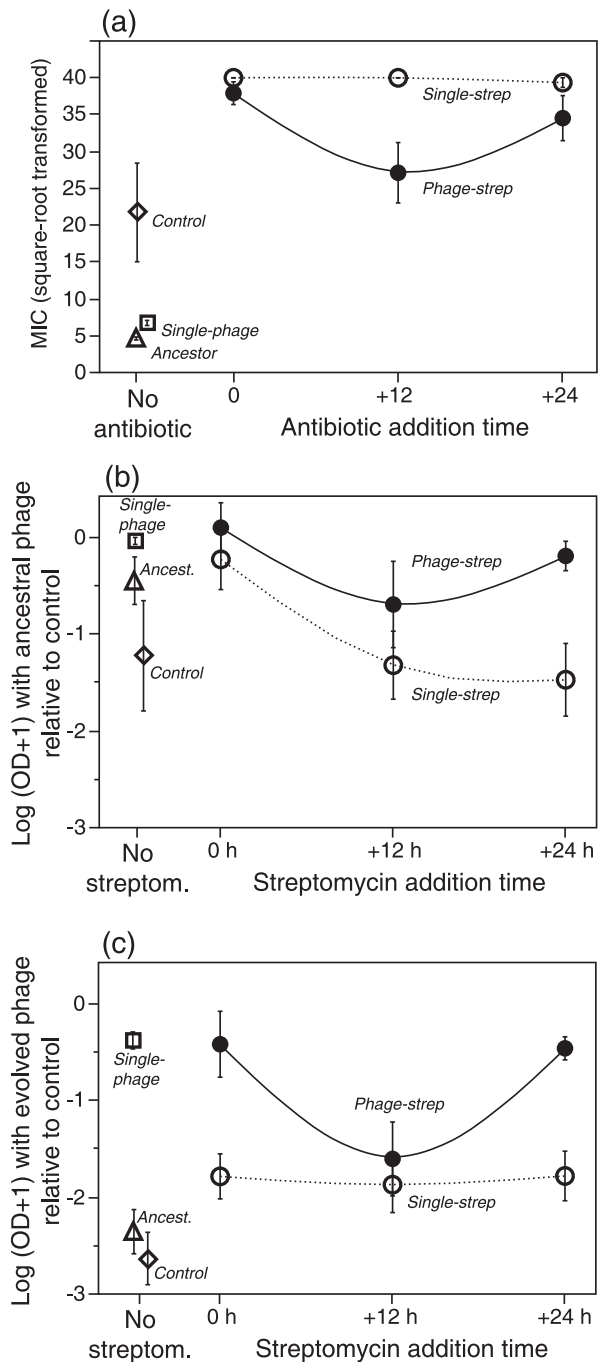 (a)
MIC (square-root transformed)
40
35
30
25
20
15
10
5
0
Single-strep
Phage-strep
Control
Single-phage
Ancestor
No
antibiotic
0
+12
+24
Antibiotic addition time
(b)
Log (OD+1) with ancestral phage
relative to control
0
-1
-2
-3
Single-
phage
Ancest.
Control
Phage-strep
Single-strep
No
streptom.
0 h
+12 h
+24 h
Streptomycin addition time
(c)
Log (OD+1) with evolved phage
relative to control
0
-1
-2
-3
Single-
phage
Phage-strep
Ancest.
Single-strep
Control
No
streptom.
0 h
+12 h
+24 h
Streptomycin addition time